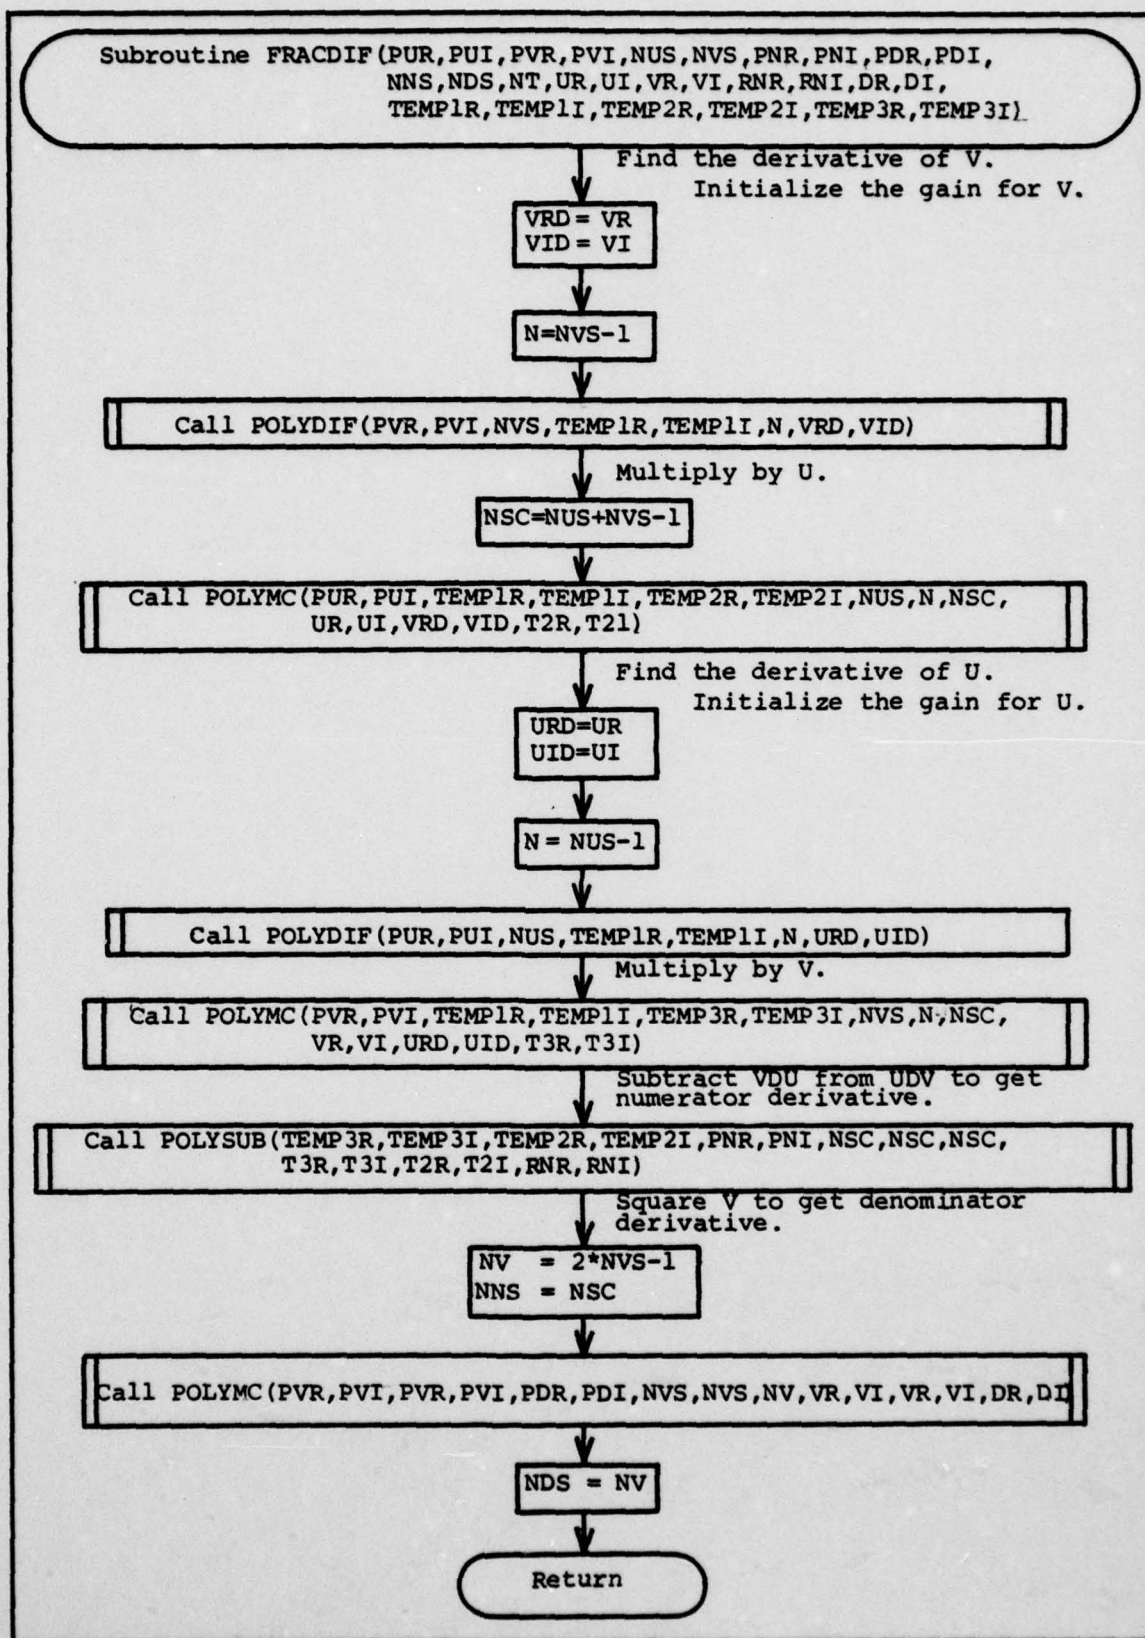 Subroutine FRACDIF(PUR,PUI,PVR,PVI,NUS,NVS,PNR,PNI,PDR,PDI,
NNS,NDS,NT,UR,UI,VR,VI,RNR,RNI,DR,DI,
TEMP1R,TEMP1I,TEMP2R,TEMP2I,TEMP3R,TEMP3I)
Find the derivative of V.
Initialize the gain for V.
VRD = VR
VID = VI
N=NVS-1
Call POLYDIF(PVR,PVI,NVS,TEMP1R,TEMP1I,N,VRD,VID)
Multiply by U.
NSC=NUS+NVS-1
Call POLYMC(PUR,PUI,TEMP1R,TEMP1I,TEMP2R,TEMP2I,NUS,N,NSC,
UR,UI,VRD,VID,T2R,T21)
Find the derivative of U.
Initialize the gain for U.
URD=UR
UID=UI
N = NUS-1
Call POLYDIF(PUR,PUI,NUS,TEMP1R,TEMP1I,N,URD,UID)
Multiply by V.
Call POLYMC(PVR,PVI,TEMP1R,TEMP1I,TEMP3R,TEMP3I,NVS,N,NSC,
VR,VI,URD,UID,T3R,T3I)
Subtract VDU from UDV to get
numerator derivative.
Call POLYSUB(TEMP3R,TEMP3I,TEMP2R,TEMP2I,PNR,PNI,NSC,NSC,NSC,
T3R,T3I,T2R,T2I,RNR,RNI)
Square V to get denominator
derivative.
NV = 2*NVS-1
NNS = NSC
Call POLYMC(PVR,PVI,PVR,PVI,PDR,PDI,NVS,NVS,NV,VR,VI,VR,VI,DR,DI
NDS = NV
Return